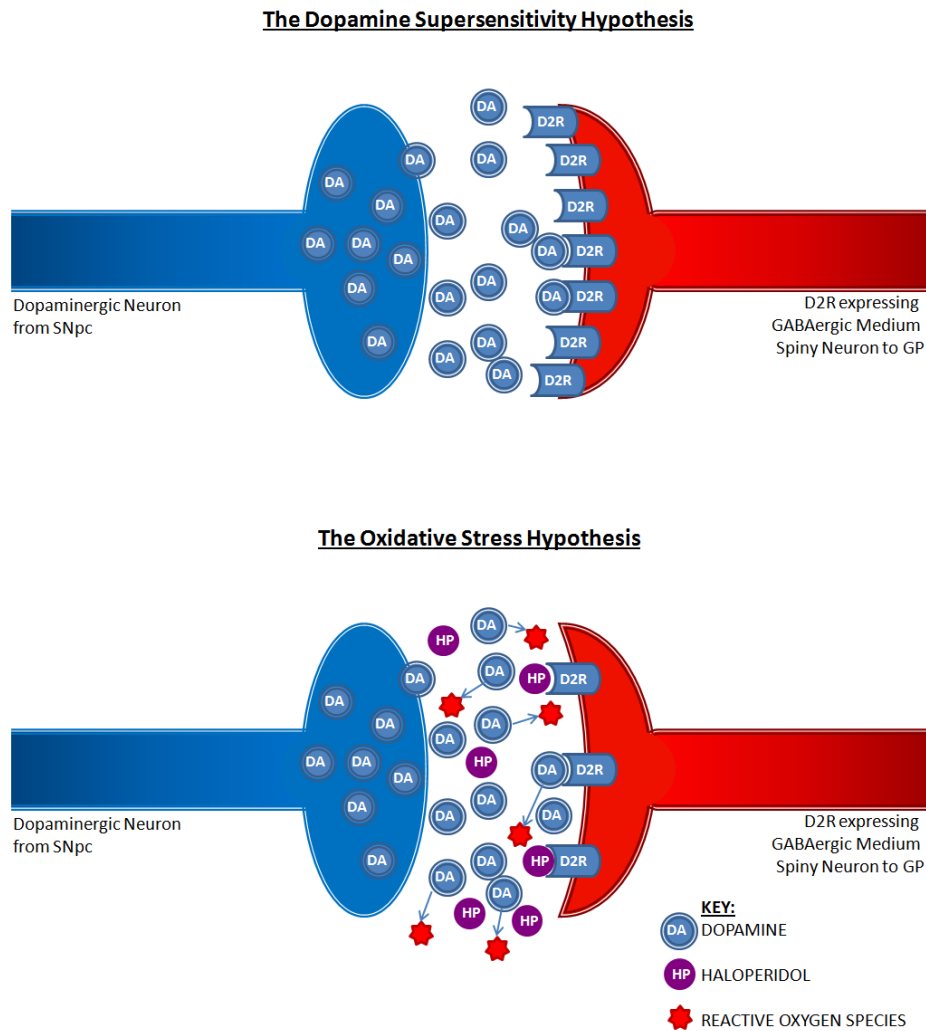 The Dopamine Supersensitivity Hypothesis
DA
D2R
DA
DA
D2R
DA
DA
D2R
DA
DA
DA
DA
DA
DA
DA
D2R
DA
DA
DA
DA
DA
D2R
Dopaminergic Neuron
from SNpc
D2R expressing
GABAergic Medium
Spiny Neuron to GP
DA
DA
D2R
DA
DA
D2R
The Oxidative Stress Hypothesis
DA
HP
DA
DA
HP
D2R
DA
DA
DA
DA
DA
DA
HP
DA
DA
D2R
DA
DA
DA
DA
Dopaminergic Neuron
from SNpc
D2R expressing
GABAergic Medium
Spiny Neuron to GP
DA
DA
HP
D2R
DA
DA
HP
HP
KEY:
DA
DOPAMINE
HP
HALOPERIDOL
REACTIVE OXYGEN SPECIES